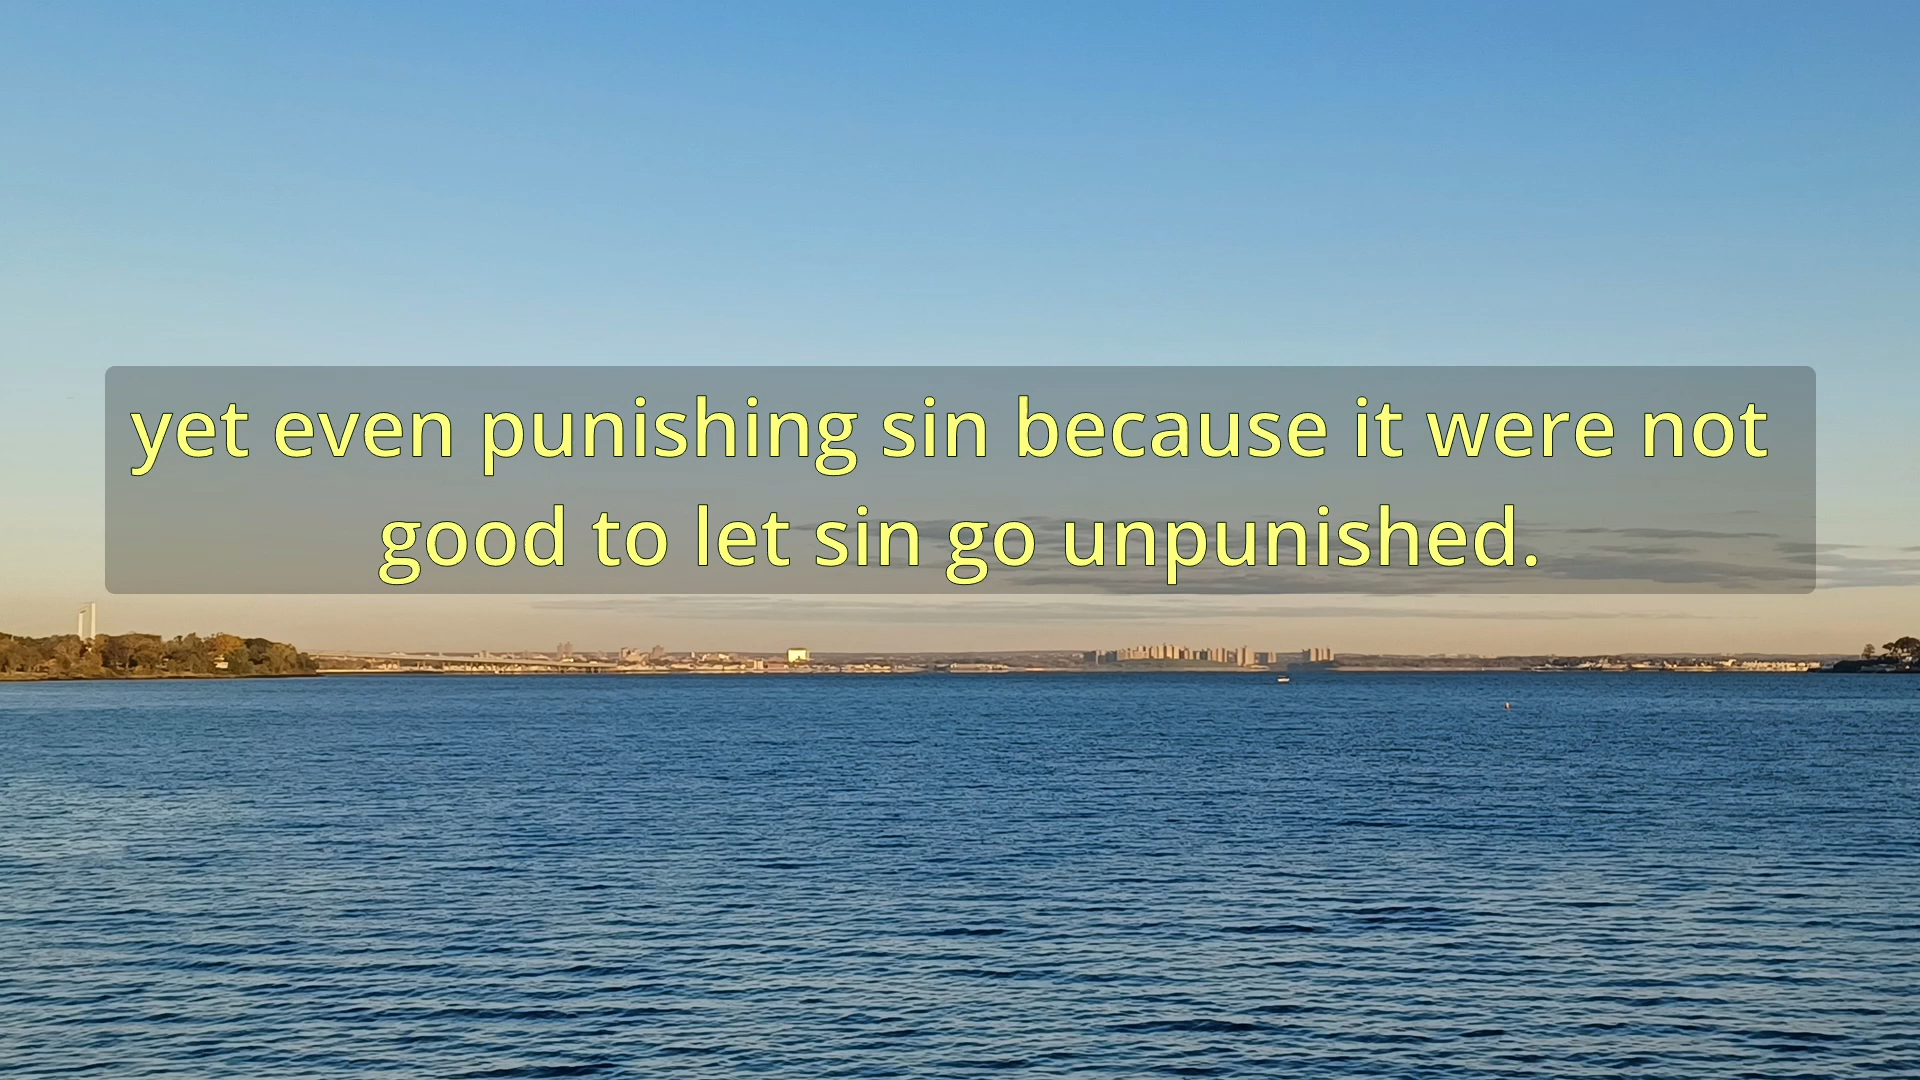 yet even punishing sin because it were not
good to let sin go unpunished.